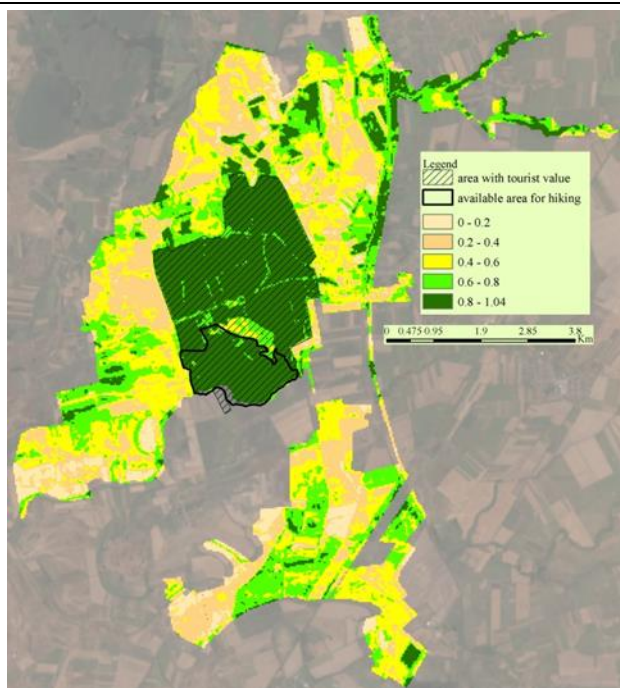 Legend
area with tourist value
available area for hiking
0 - 0.2
0.2 - 0.4
0.4 - 0.6
0.6 - 0.8
0.8 - 1.04
0 0.475 0.95 1.9 2.85 3.8
Km